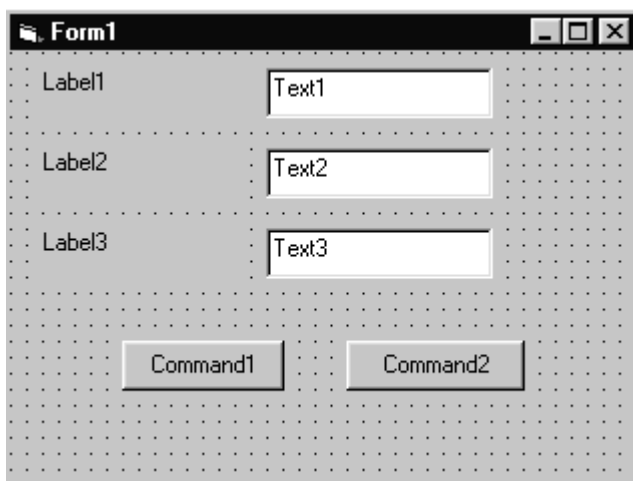 Form1
Label1 Text1
Label2 Text2
Label3 Text3
Command1 Command2